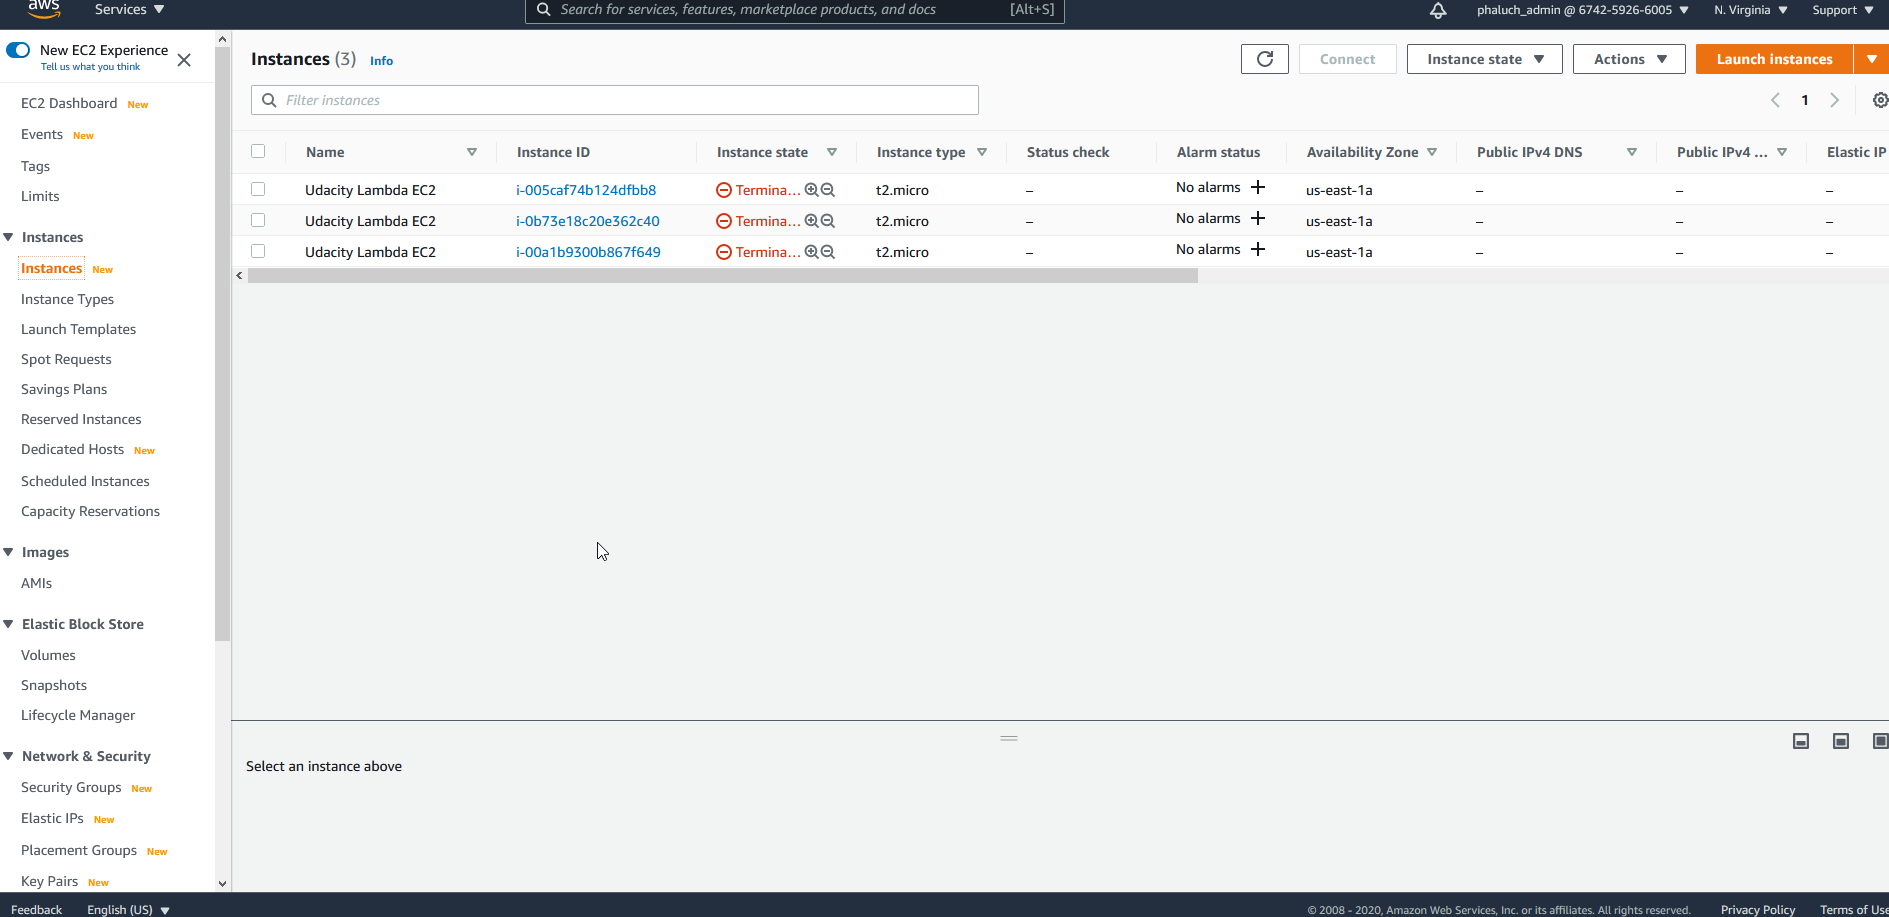 aws Services Search for services, features, marketplace products, and docs [Alt+S] phaluch_admin @ 6742-5926-6005 N. Virginia Support
New EC2 Experience
Tell us what you think
EC2 Dashboard New
Events New
Tags
Limits
Instances
Instances New
Instance Types
Launch Templates
Spot Requests
Savings Plans
Reserved Instances
Dedicated Hosts New
Scheduled Instances
Capacity Reservations
Images
AMIs
Elastic Block Store
Volumes
Snapshots
Lifecycle Manager
Network & Security
Security Groups New
Elastic IPs New
Placement Groups New
Key Pairs New
Instances (3) Info Connect Instance state Actions Launch instances
Filter instances 1
Name Instance ID Instance state Instance type Status check Alarm status Availability Zone Public IPv4 DNS Public IPv4 ... Elastic IP
Udacity Lambda EC2 i-005caf74b124dfbb8 Termina... t2.micro – No alarms + us-east-1a – – –
Udacity Lambda EC2 i-0b73e18c20e362c40 Termina... t2.micro – No alarms + us-east-1a – – –
Udacity Lambda EC2 i-00a1b9300b867f649 Termina... t2.micro – No alarms + us-east-1a – – –
Select an instance above
Feedback English (US) © 2008 - 2020, Amazon Web Services, Inc. or its affiliates. All rights reserved. Privacy Policy Terms of Use